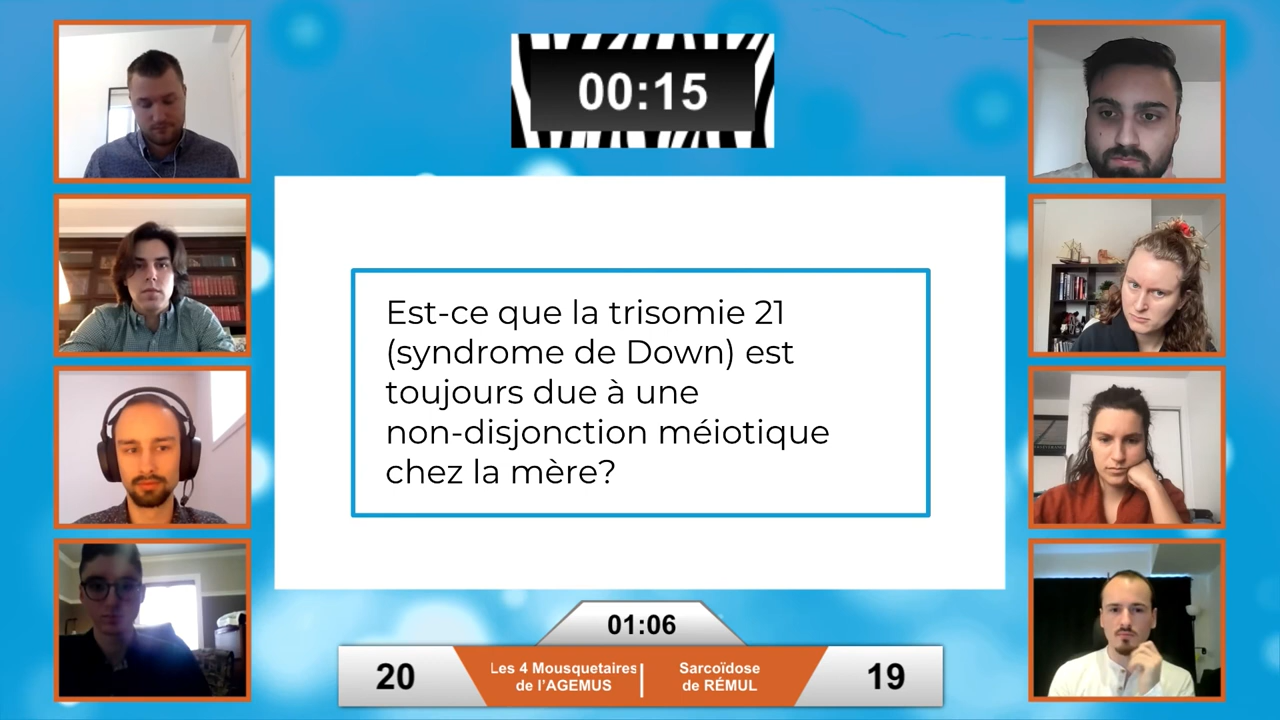 00:15
Est-ce que la trisomie 21
(syndrome de Down) est
toujours due à une
non-disjonction méiotique
chez la mère?
01:06
20
Les 4 Mousquetaires
de l'AGEMUS
Sarcoïdose
de RÉMUL
19